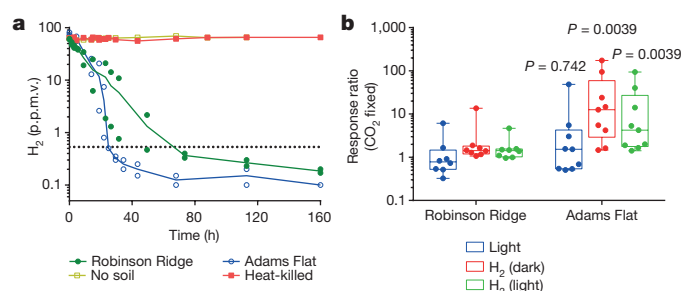 a
H2 (p.p.m.v.)
100
10
1
0.1
0
40
80
120
160
Time (h)
Robinson Ridge
Adams Flat
No soil
Heat-killed
b
Response ratio
(CO2 fixed)
1,000
100
10
1
0.1
P = 0.0039
P = 0.742
P = 0.0039
Robinson Ridge
Adams Flat
Light
H2 (dark)
H2 (light)